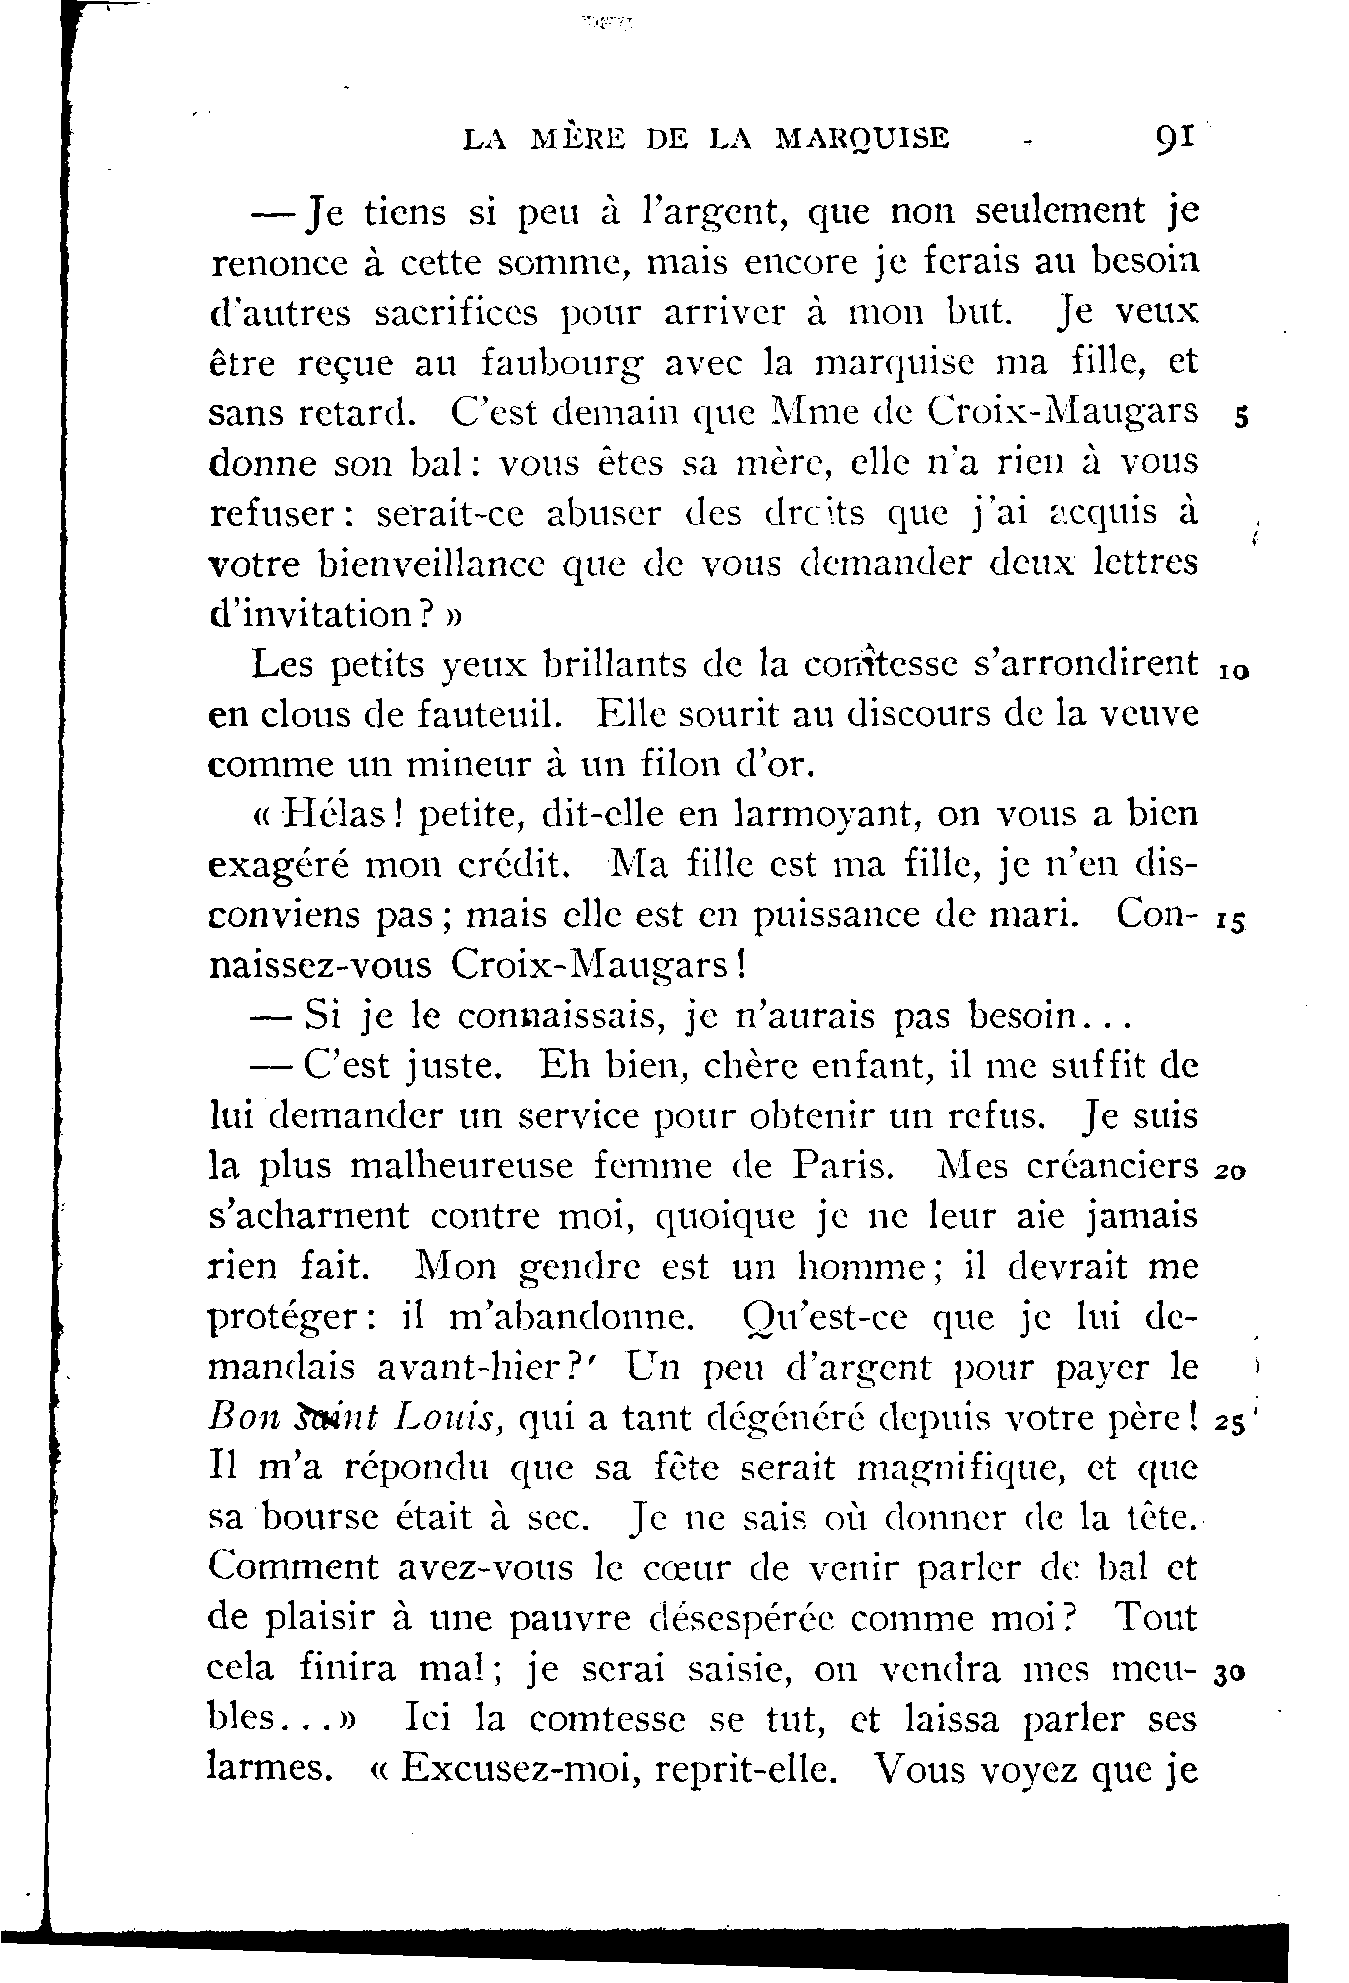 LA MÈRE DE LA MARQUISE 91
— Je tiens si peu à l'argent, que non seulement je
renonce à cette somme, mais encore je ferais au besoin
d'autres sacrifices pour arriver à mon but. Je veux
être reçue au faubourg avec la marquise ma fille, et
sans retard. C'est demain que Mme de Croix-Maugars 5
donne son bal : vous êtes sa mère, elle n'a rien à vous
refuser : serait-ce abuser des droits que j'ai acquis à
votre bienveillance que de vous demander deux lettres
d'invitation ? »
Les petits yeux brillants de la comtesse s'arrondirent 10
en clous de fauteuil. Elle sourit au discours de la veuve
comme un mineur à un filon d'or.
« Hélas ! petite, dit-elle en larmoyant, on vous a bien
exagéré mon crédit. Ma fille est ma fille, je n'en dis-
conviens pas ; mais elle est en puissance de mari. Con- 15
naissez-vous Croix-Maugars !
— Si je le connaissais, je n'aurais pas besoin...
— C'est juste. Eh bien, chère enfant, il me suffit de
lui demander un service pour obtenir un refus. Je suis
la plus malheureuse femme de Paris. Mes créanciers 20
s'acharnent contre moi, quoique je ne leur aie jamais
rien fait. Mon gendre est un homme ; il devrait me
protéger : il m'abandonne. Qu'est-ce que je lui de-
mandais avant-hier ? Un peu d'argent pour payer le
Bon Saint Louis, qui a tant dégénéré depuis votre père ! 25
Il m'a répondu que sa fête serait magnifique, et que
sa bourse était à sec. Je ne sais où donner de la tête.
Comment avez-vous le cœur de venir parler de bal et
de plaisir à une pauvre désespérée comme moi ? Tout
cela finira mal ; je serai saisie, on vendra mes meu- 30
bles...» Ici la comtesse se tut, et laissa parler ses
larmes. « Excusez-moi, reprit-elle. Vous voyez que je